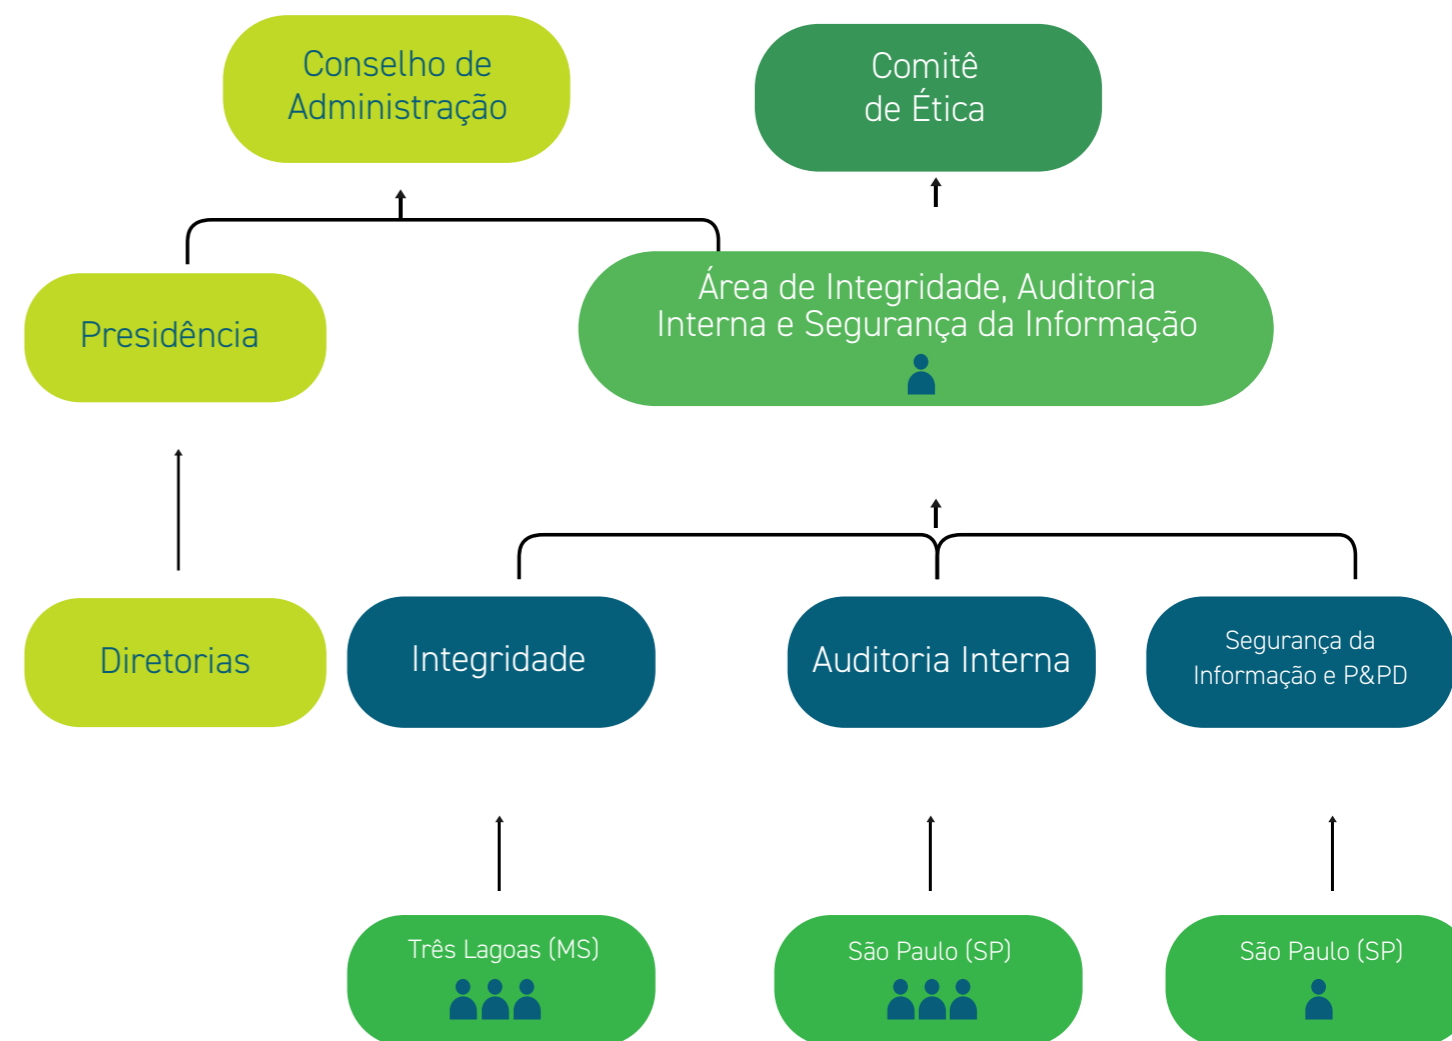 Conselho de
Administração
Comitê
de Ética
Presidência
Área de Integridade, Auditoria
Interna e Segurança da Informação
Diretorias
Integridade
Auditoria Interna
Segurança da
Informação e P&PD
Três Lagoas (MS)
São Paulo (SP)
São Paulo (SP)